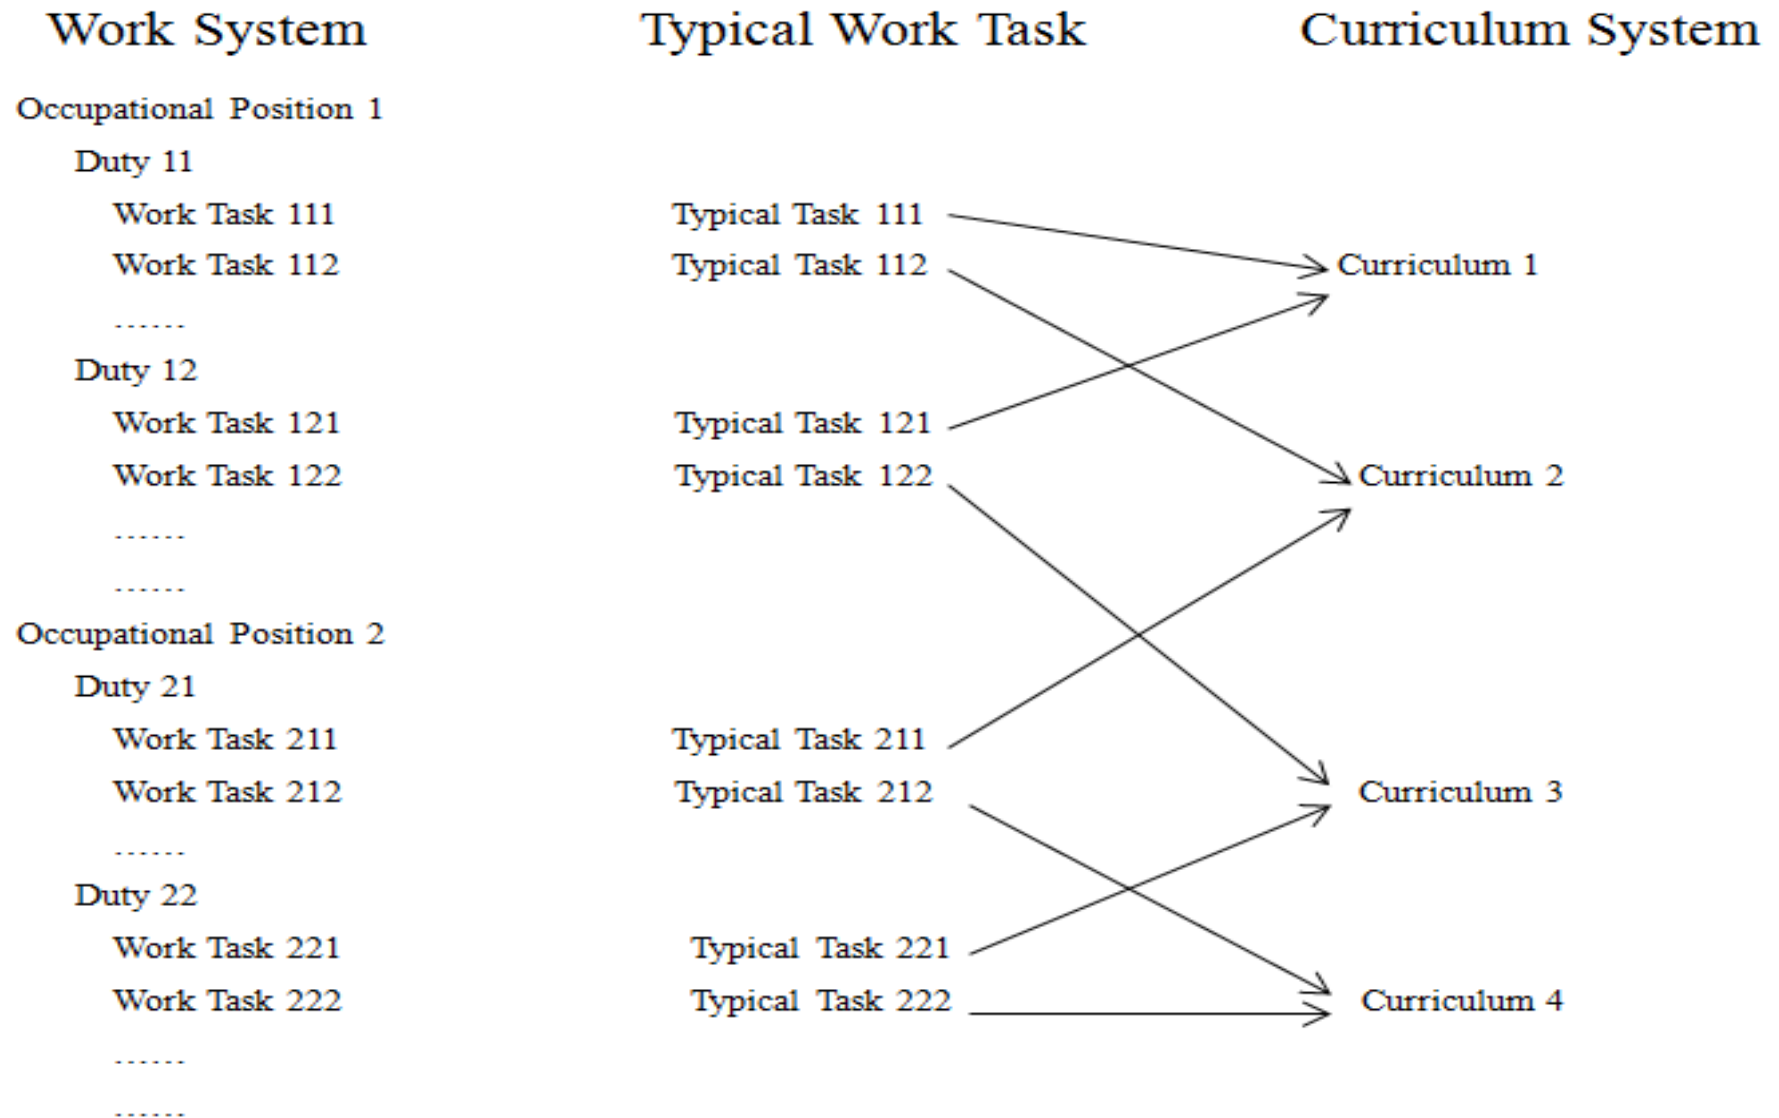 Work System Typical Work Task Curriculum System
Occupational Position 1
Duty 11
Work Task 111 Typical Task 111
Work Task 112 Typical Task 112 Curriculum 1
......
Duty 12
Work Task 121 Typical Task 121
Work Task 122 Typical Task 122 Curriculum 2
......
......
Occupational Position 2
Duty 21
Work Task 211 Typical Task 211
Work Task 212 Typical Task 212 Curriculum 3
......
Duty 22
Work Task 221 Typical Task 221
Work Task 222 Typical Task 222 Curriculum 4
......
......